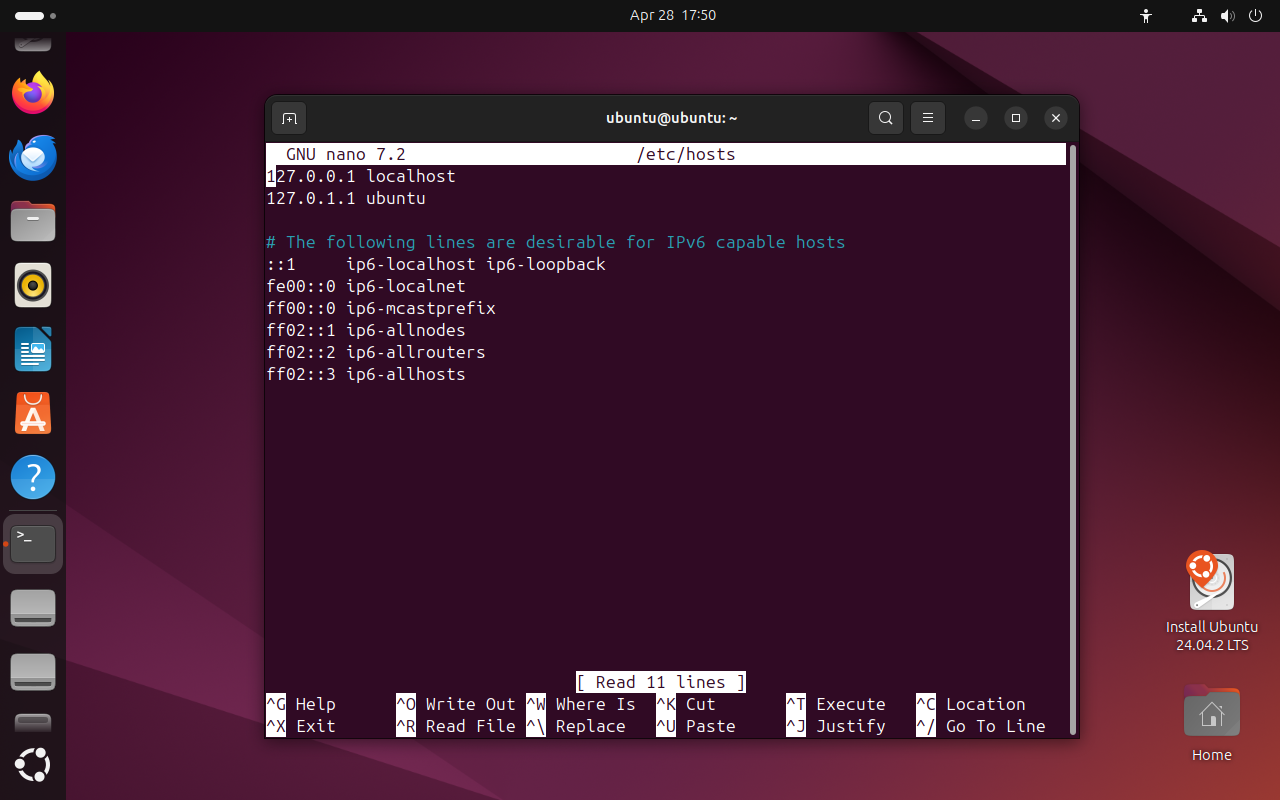 Apr 28 17:50
ubuntu@ubuntu: ~
GNU nano 7.2 /etc/hosts
127.0.0.1 localhost
127.0.1.1 ubuntu
# The following lines are desirable for IPv6 capable hosts
::1     ip6-localhost ip6-loopback
fe00::0 ip6-localnet
ff00::0 ip6-mcastprefix
ff02::1 ip6-allnodes
ff02::2 ip6-allrouters
ff02::3 ip6-allhosts
[ Read 11 lines ]
^G Help ^O Write Out ^W Where Is ^K Cut ^T Execute ^C Location
^X Exit ^R Read File ^\ Replace ^U Paste ^J Justify ^/ Go To Line
Install Ubuntu
24.04.2 LTS
Home